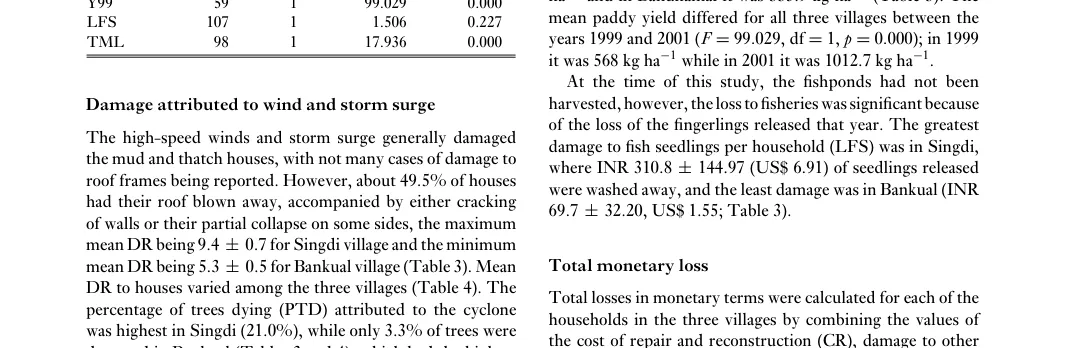 Y99 59 1 99.029 0.000
LFS 107 1 1.506 0.227
TML 98 1 17.936 0.000
Damage attributed to wind and storm surge
The high-speed winds and storm surge generally damaged
the mud and thatch houses, with not many cases of damage to
roof frames being reported. However, about 49.5% of houses
had their roof blown away, accompanied by either cracking
of walls or their partial collapse on some sides, the maximum
mean DR being 9.4 ± 0.7 for Singdi village and the minimum
mean DR being 5.3 ± 0.5 for Bankual village (Table 3). Mean
DR to houses varied among the three villages (Table 4). The
percentage of trees dying (PTD) attributed to the cyclone
was highest in Singdi (21.0%), while only 3.3% of trees were
mean paddy yield differed for all three villages between the
years 1999 and 2001 (F = 99.029, df = 1, p = 0.000); in 1999
it was 568 kg ha⁻¹ while in 2001 it was 1012.7 kg ha⁻¹.
At the time of this study, the fishponds had not been
harvested, however, the loss to fisheries was significant because
of the loss of the fingerlings released that year. The greatest
damage to fish seedlings per household (LFS) was in Singdi,
where INR 310.8 ± 144.97 (US$ 6.91) of seedlings released
were washed away, and the least damage was in Bankual (INR
69.7 ± 32.20, US$ 1.55; Table 3).
Total monetary loss
Total losses in monetary terms were calculated for each of the
households in the three villages by combining the values of
the cost of repair and reconstruction (CR), damage to other